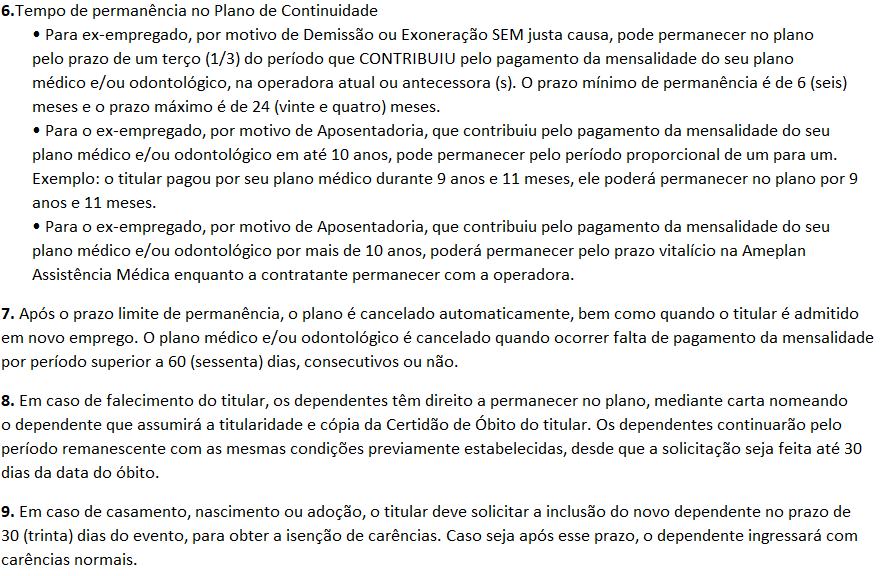 6.Tempo de permanência no Plano de Continuidade
• Para ex-empregado, por motivo de Demissão ou Exoneração SEM justa causa, pode permanecer no plano
pelo prazo de um terço (1/3) do período que CONTRIBUIU pelo pagamento da mensalidade do seu plano
médico e/ou odontológico, na operadora atual ou antecessora (s). O prazo mínimo de permanência é de 6 (seis)
meses e o prazo máximo é de 24 (vinte e quatro) meses.
• Para o ex-empregado, por motivo de Aposentadoria, que contribuiu pelo pagamento da mensalidade do seu
plano médico e/ou odontológico em até 10 anos, pode permanecer pelo período proporcional de um para um.
Exemplo: o titular pagou por seu plano médico durante 9 anos e 11 meses, ele poderá permanecer no plano por 9
anos e 11 meses.
• Para o ex-empregado, por motivo de Aposentadoria, que contribuiu pelo pagamento da mensalidade do seu
plano médico e/ou odontológico por mais de 10 anos, poderá permanecer pelo prazo vitalício na Ameplan
Assistência Médica enquanto a contratante permanecer com a operadora.
7. Após o prazo limite de permanência, o plano é cancelado automaticamente, bem como quando o titular é admitido
em novo emprego. O plano médico e/ou odontológico é cancelado quando ocorrer falta de pagamento da mensalidade
por período superior a 60 (sessenta) dias, consecutivos ou não.
8. Em caso de falecimento do titular, os dependentes têm direito a permanecer no plano, mediante carta nomeando
o dependente que assumirá a titularidade e cópia da Certidão de Óbito do titular. Os dependentes continuarão pelo
período remanescente com as mesmas condições previamente estabelecidas, desde que a solicitação seja feita até 30
dias da data do óbito.
9. Em caso de casamento, nascimento ou adoção, o titular deve solicitar a inclusão do novo dependente no prazo de
30 (trinta) dias do evento, para obter a isenção de carências. Caso seja após esse prazo, o dependente ingressará com
carências normais.